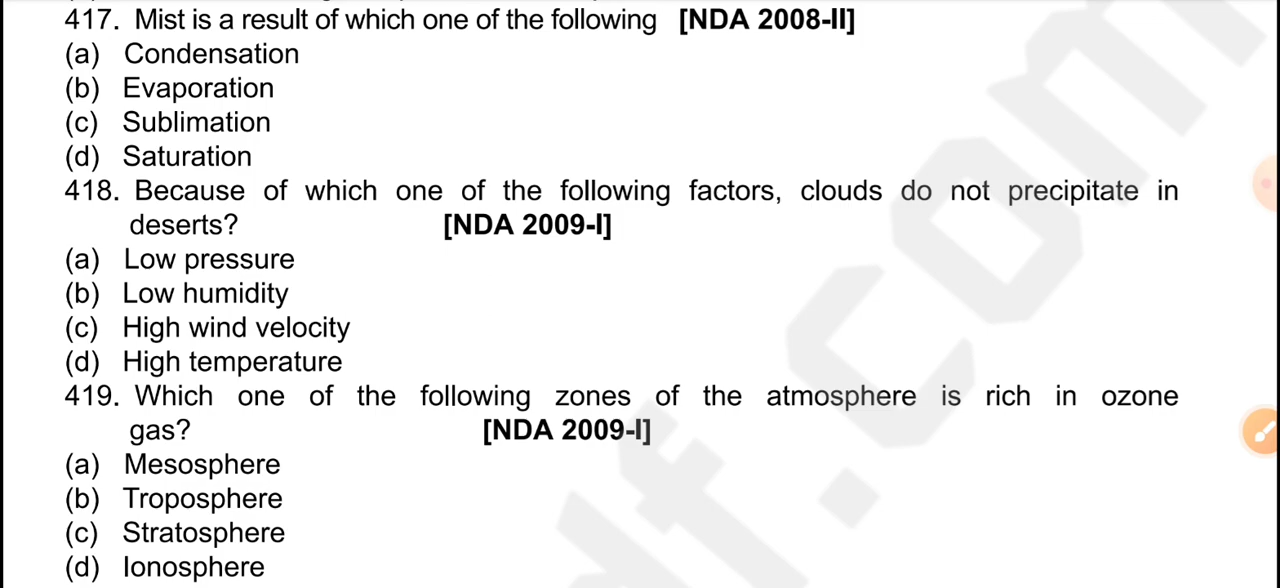 417. Mist is a result of which one of the following [NDA 2008-II]
(a) Condensation
(b) Evaporation
(c) Sublimation
(d) Saturation
418. Because of which one of the following factors, clouds do not precipitate in
deserts? [NDA 2009-I]
(a) Low pressure
(b) Low humidity
(c) High wind velocity
(d) High temperature
419. Which one of the following zones of the atmosphere is rich in ozone
gas? [NDA 2009-I]
(a) Mesosphere
(b) Troposphere
(c) Stratosphere
(d) Ionosphere
df.com